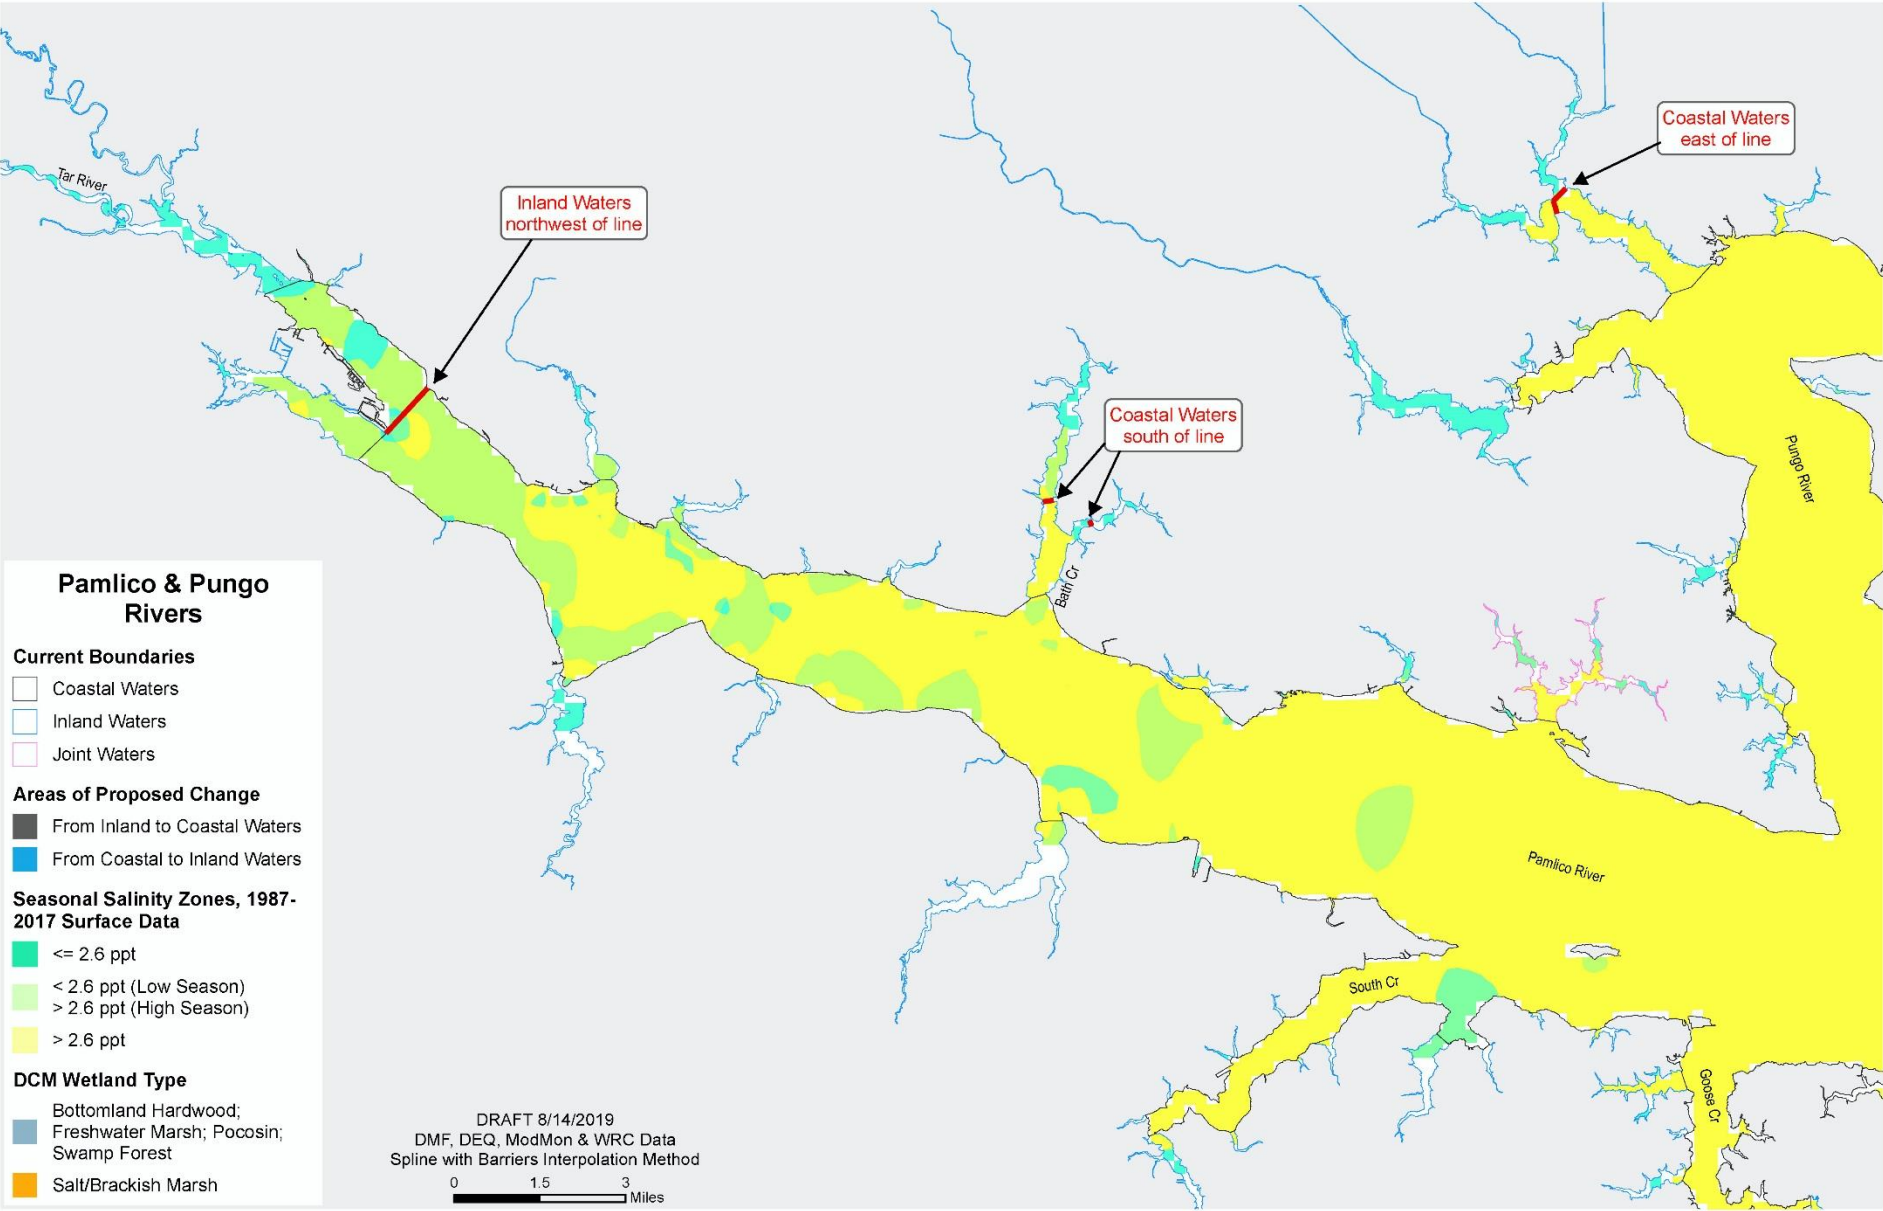 Coastal Waters
east of line
Tar River
Inland Waters
northwest of line
Coastal Waters
south of line
Pungo River
Bath Cr
Pamlico River
South Cr
Goose Cr
Pamlico & Pungo
Rivers
Current Boundaries
Coastal Waters
Inland Waters
Joint Waters
Areas of Proposed Change
From Inland to Coastal Waters
From Coastal to Inland Waters
Seasonal Salinity Zones, 1987-
2017 Surface Data
<= 2.6 ppt
< 2.6 ppt (Low Season)
> 2.6 ppt (High Season)
> 2.6 ppt
DCM Wetland Type
Bottomland Hardwood;
Freshwater Marsh; Pocosin;
Swamp Forest
Salt/Brackish Marsh
DRAFT 8/14/2019
DMF, DEQ, ModMon & WRC Data
Spline with Barriers Interpolation Method
0 1.5 3
Miles